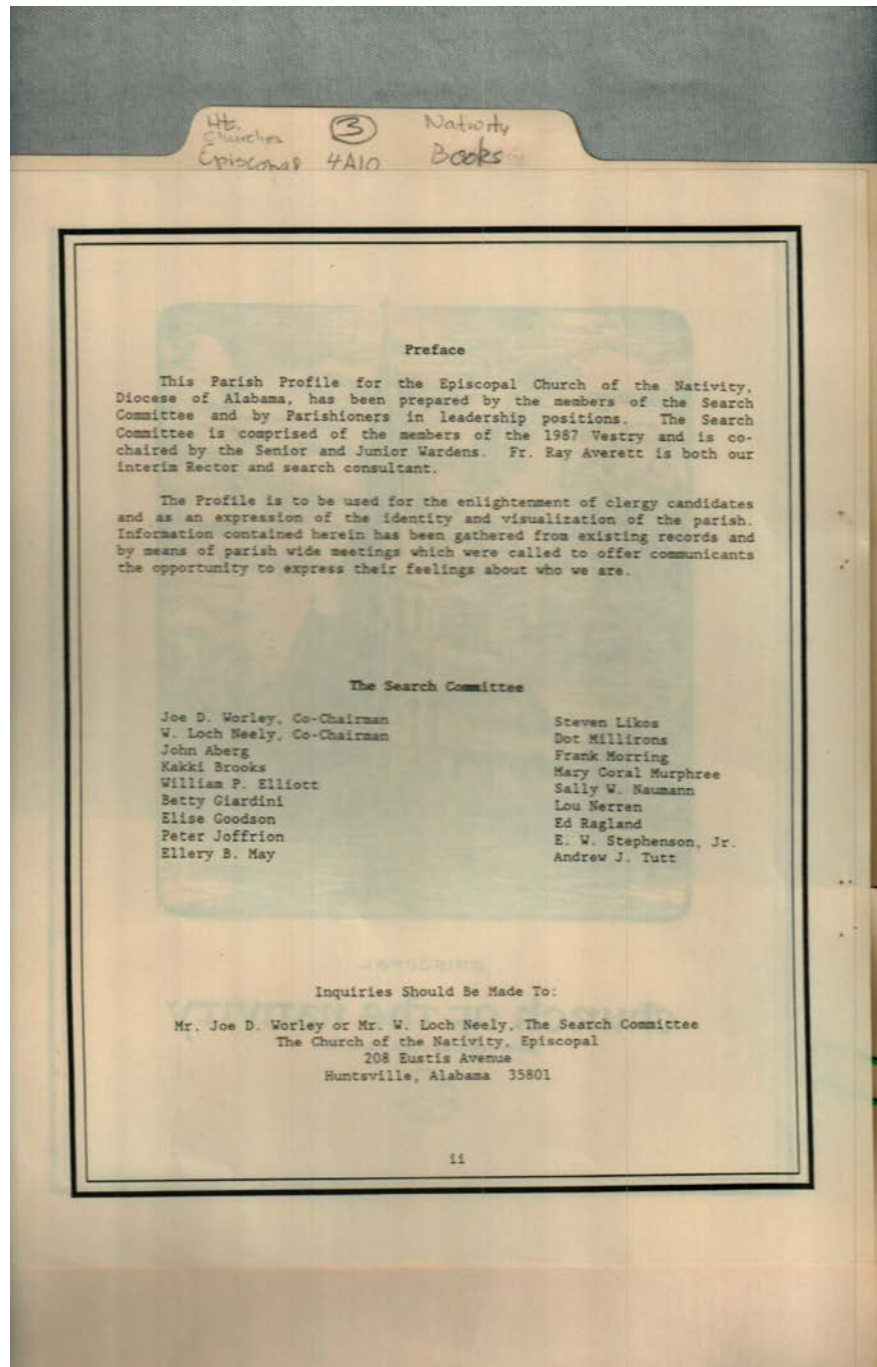 Ht. Churches Episcopal
3
4A10
Nativity Books
Preface
This Parish Profile for the Episcopal Church of the Nativity,
Diocese of Alabama, has been prepared by the members of the Search
Committee and by Parishioners in leadership positions. The Search
Committee is comprised of the members of the 1987 Vestry and is co-
chaired by the Senior and Junior Wardens. Fr. Ray Averett is both our
interim Rector and search consultant.
The Profile is to be used for the enlightenment of clergy candidates
and as an expression of the identity and visualization of the parish.
Information contained herein has been gathered from existing records and
by means of parish wide meetings which were called to offer communicants
the opportunity to express their feelings about who we are.
The Search Committee
Joe D. Worley, Co-Chairman
W. Loch Neely, Co-Chairman
John Aberg
Kakki Brooks
William P. Elliott
Betty Giardini
Elise Goodson
Peter Joffrion
Ellery B. May
Steven Likos
Dot Millirons
Frank Morring
Mary Coral Murphree
Sally W. Naumann
Lou Nerren
Ed Ragland
E. W. Stephenson, Jr.
Andrew J. Tutt
Inquiries Should Be Made To:
Mr. Joe D. Worley or Mr. W. Loch Neely, The Search Committee
The Church of the Nativity, Episcopal
208 Eustis Avenue
Huntsville, Alabama 35801
ii